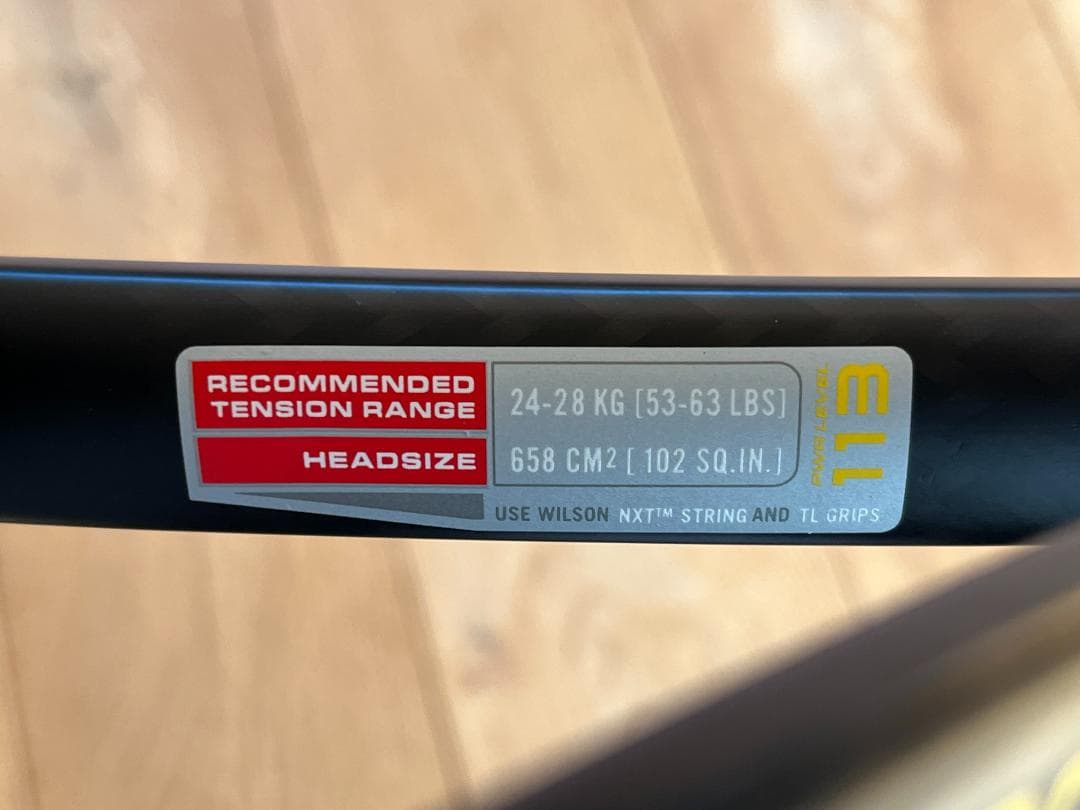 RECOMMENDED
TENSION RANGE
24-28 KG [53-63 LBS]
HEADSIZE
658 CM² [ 102 SQ.IN.]
USE WILSON NXT™ STRING AND TL GRIPS
PWR LEVEL
113